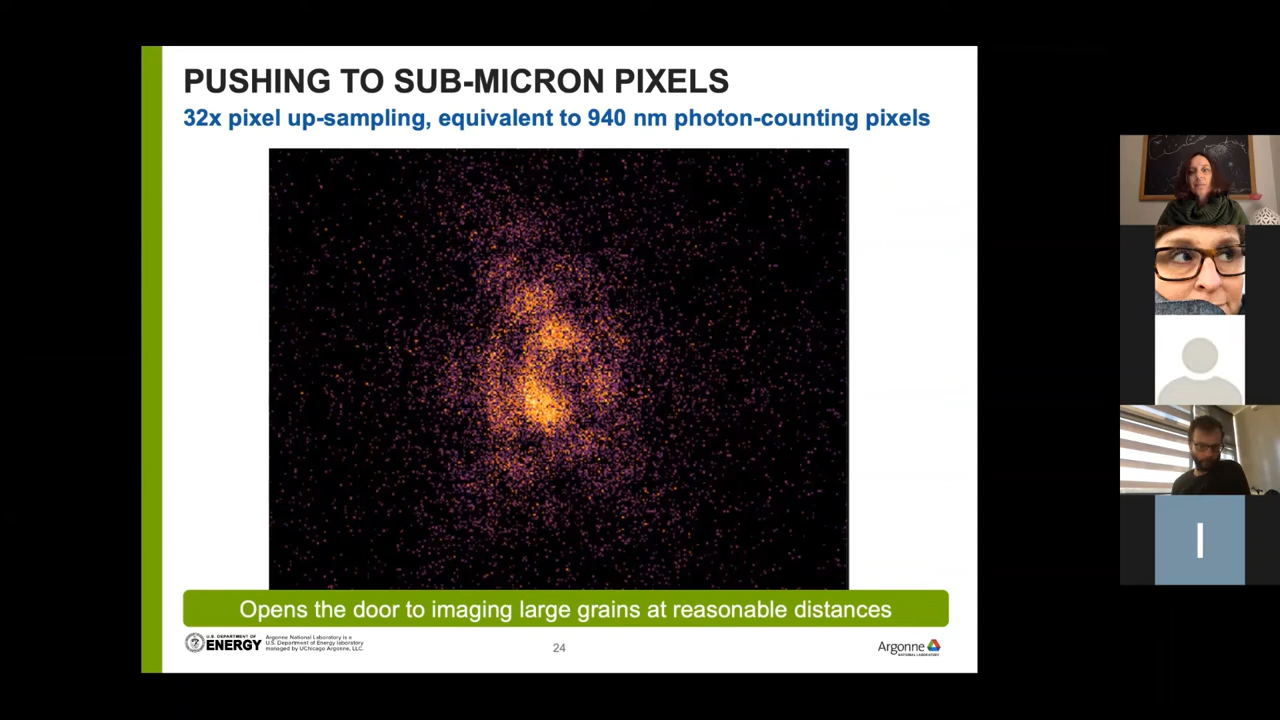 PUSHING TO SUB-MICRON PIXELS
32x pixel up-sampling, equivalent to 940 nm photon-counting pixels
Opens the door to imaging large grains at reasonable distances
U.S. DEPARTMENT OF
ENERGY
Argonne National Laboratory is a
U.S. Department of Energy laboratory
managed by UChicago Argonne, LLC.
24
Argonne
NATIONAL LABORATORY
I